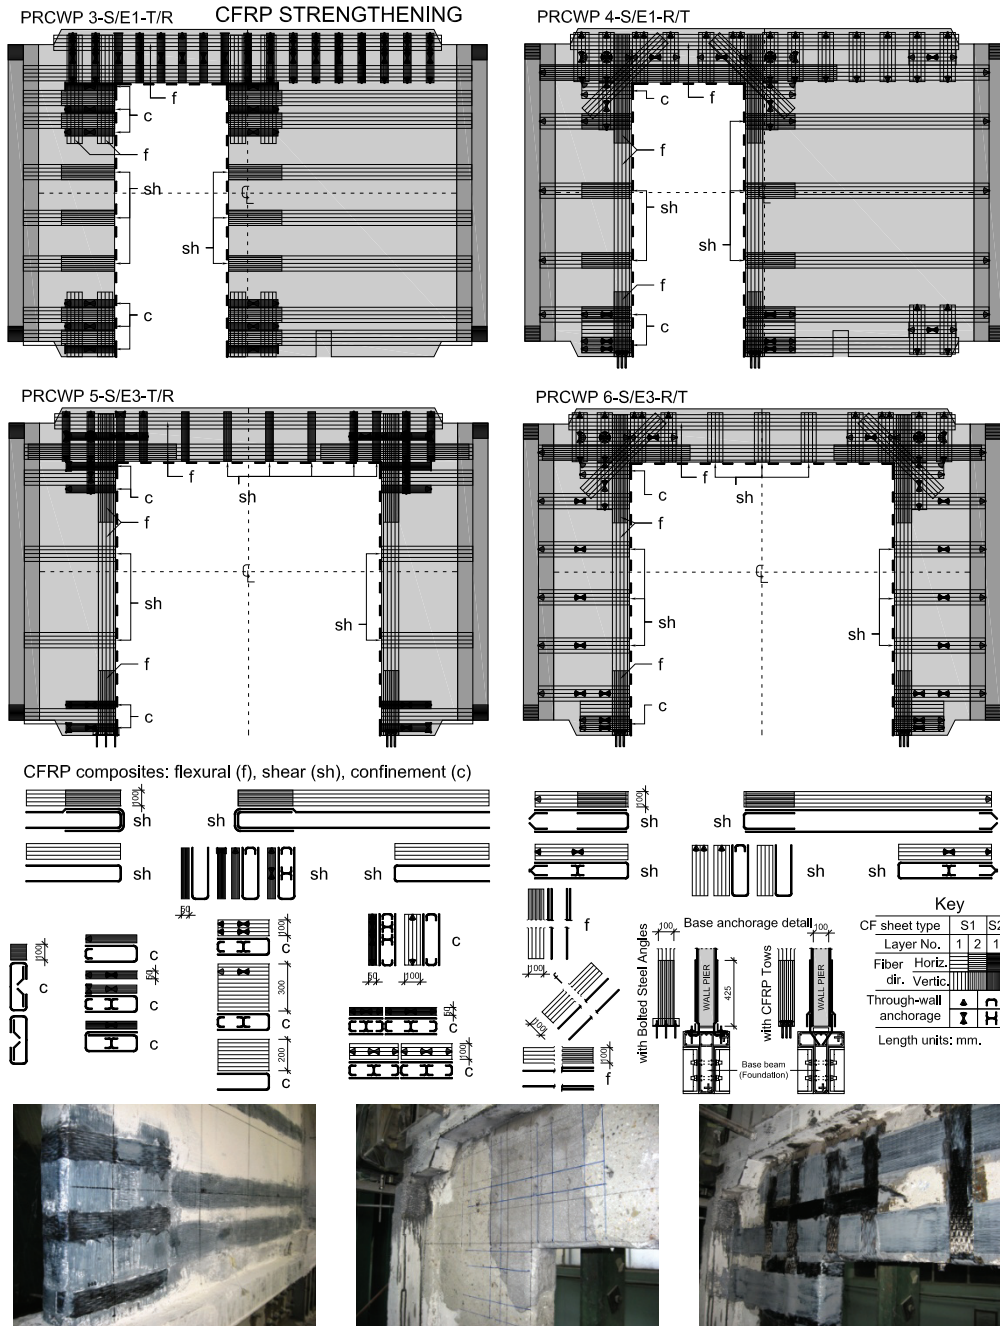 PRCWP 3-S/E1-T/R
CFRP STRENGTHENING
PRCWP 4-S/E1-R/T
f
c
f
sh
sh
c
℄
f
c
f
sh
sh
f
c
℄
PRCWP 5-S/E3-T/R
PRCWP 6-S/E3-R/T
f
sh
c
f
sh
sh
f
c
℄
f
sh
c
f
sh
sh
f
c
℄
CFRP composites: flexural (f), shear (sh), confinement (c)
100
sh
sh
sh
sh
sh
50
100
sh
sh
sh
sh
100
c
50
c
c
c
100
c
300
c
200
c
50
100
c
50
c
100
c
f
100
f
100
100
f
Base anchorage detail
with Bolted Steel Angles
100
WALL PIER
425
with CFRP Tows
100
WALL PIER
Base beam
(Foundation)
Key
CF sheet type S1 S2
Layer No. 1 2 1
Fiber dir. Horiz.
Vertic.
Through-wall
anchorage
Length units: mm.